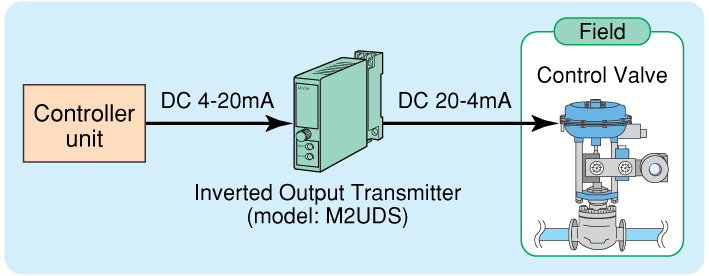 Field
Control Valve
Controller
unit
DC 4-20mA
DC 20-4mA
Inverted Output Transmitter
(model: M2UDS)